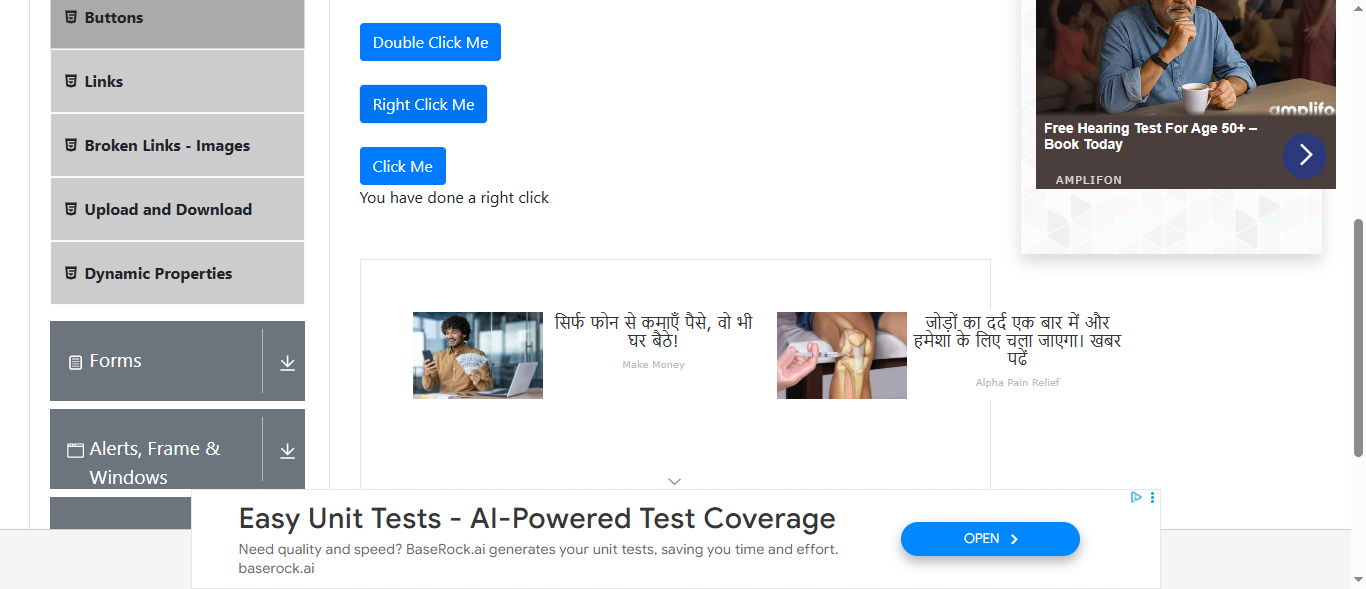 Buttons
Links
Broken Links - Images
Upload and Download
Dynamic Properties
Forms
Alerts, Frame &
Windows
Double Click Me
Right Click Me
Click Me
You have done a right click
सिर्फ फोन से कमाएँ पैसे, वो भी
घर बैठे!
Make Money
जोड़ों का दर्द एक बार में और
हमेशा के लिए चला जाएगा। खबर
पढें
Alpha Pain Relief
amplifo
Free Hearing Test For Age 50+ –
Book Today
AMPLIFON
Easy Unit Tests - AI-Powered Test Coverage
Need quality and speed? BaseRock.ai generates your unit tests, saving you time and effort.
baserock.ai
OPEN